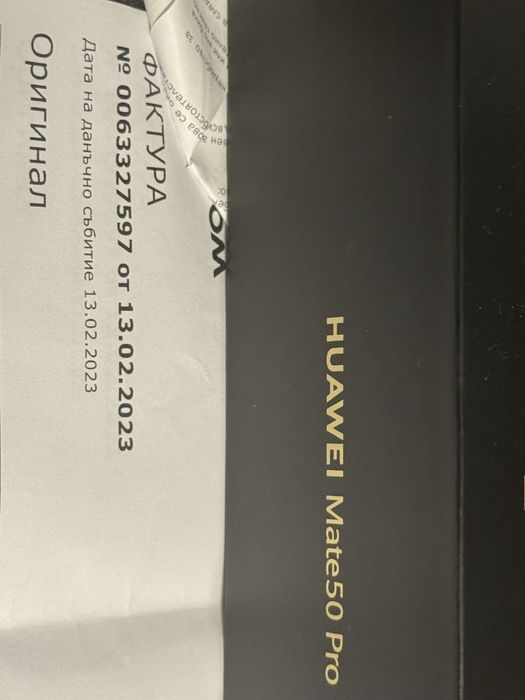 ФАКТУРА
№ 0063327597 от 13.02.2023
Дата на данъчно събитие 13.02.2023
Оригинал
HUAWEI Mate50 Pro